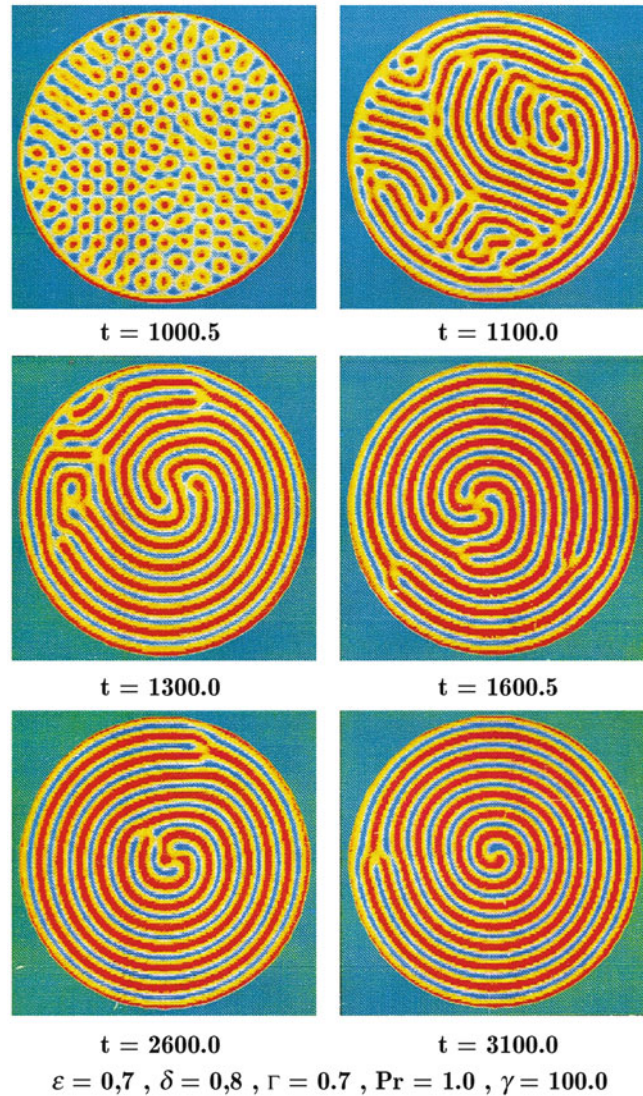 t = 1000.5
t = 1100.0
t = 1300.0
t = 1600.5
t = 2600.0
t = 3100.0
ε = 0,7 , δ = 0,8 , Γ = 0.7 , Pr = 1.0 , γ = 100.0